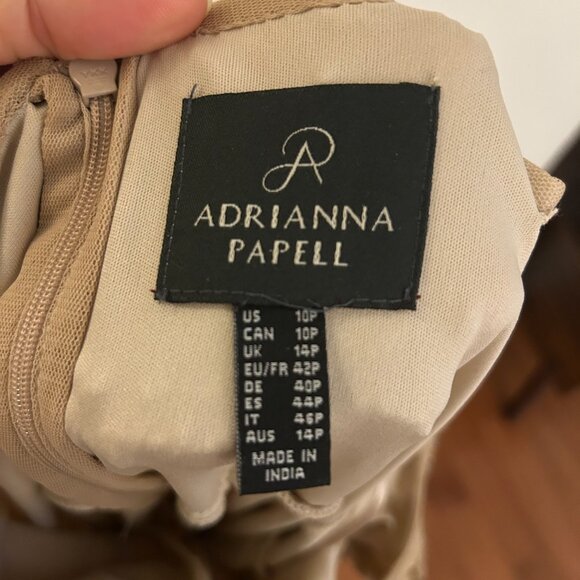 ADRIANNA
PAPELL
US 10P
CAN 10P
UK 14P
EU/FR 42P
DE 40P
ES 44P
IT 46P
AUS 14P
MADE IN
INDIA